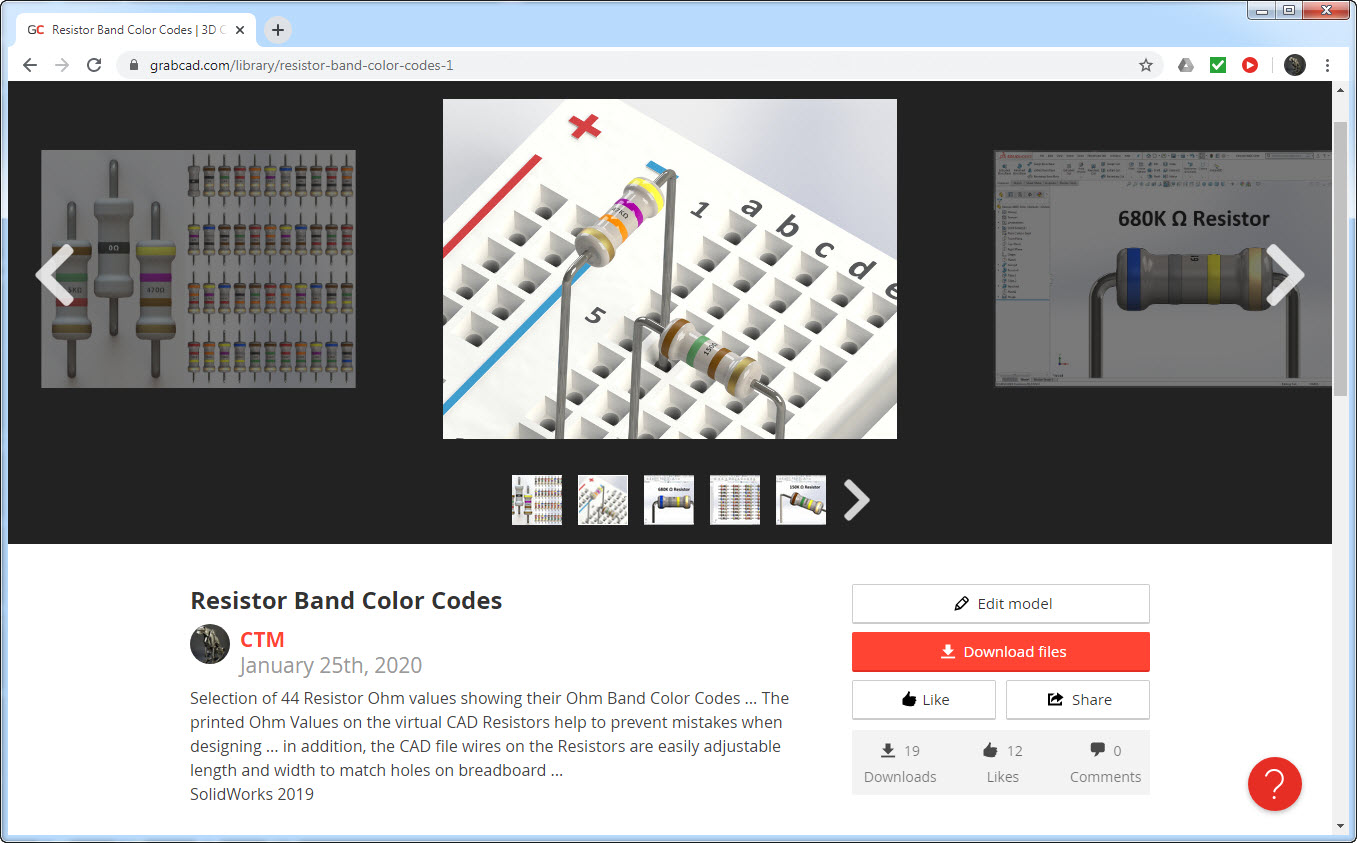 GC Resistor Band Color Codes | 3D C
grabcad.com/library/resistor-band-color-codes-1
0Ω
470Ω
+
1 a b c d e
5
47KΩ
150Ω
680K Ω Resistor
680K Ω Resistor
150K Ω Resistor
Resistor Band Color Codes
CTM
January 25th, 2020
Selection of 44 Resistor Ohm values showing their Ohm Band Color Codes ... The
printed Ohm Values on the virtual CAD Resistors help to prevent mistakes when
designing ... in addition, the CAD file wires on the Resistors are easily adjustable
length and width to match holes on breadboard ...
SolidWorks 2019
Edit model
Download files
Like
Share
19
12
0
Downloads
Likes
Comments
?